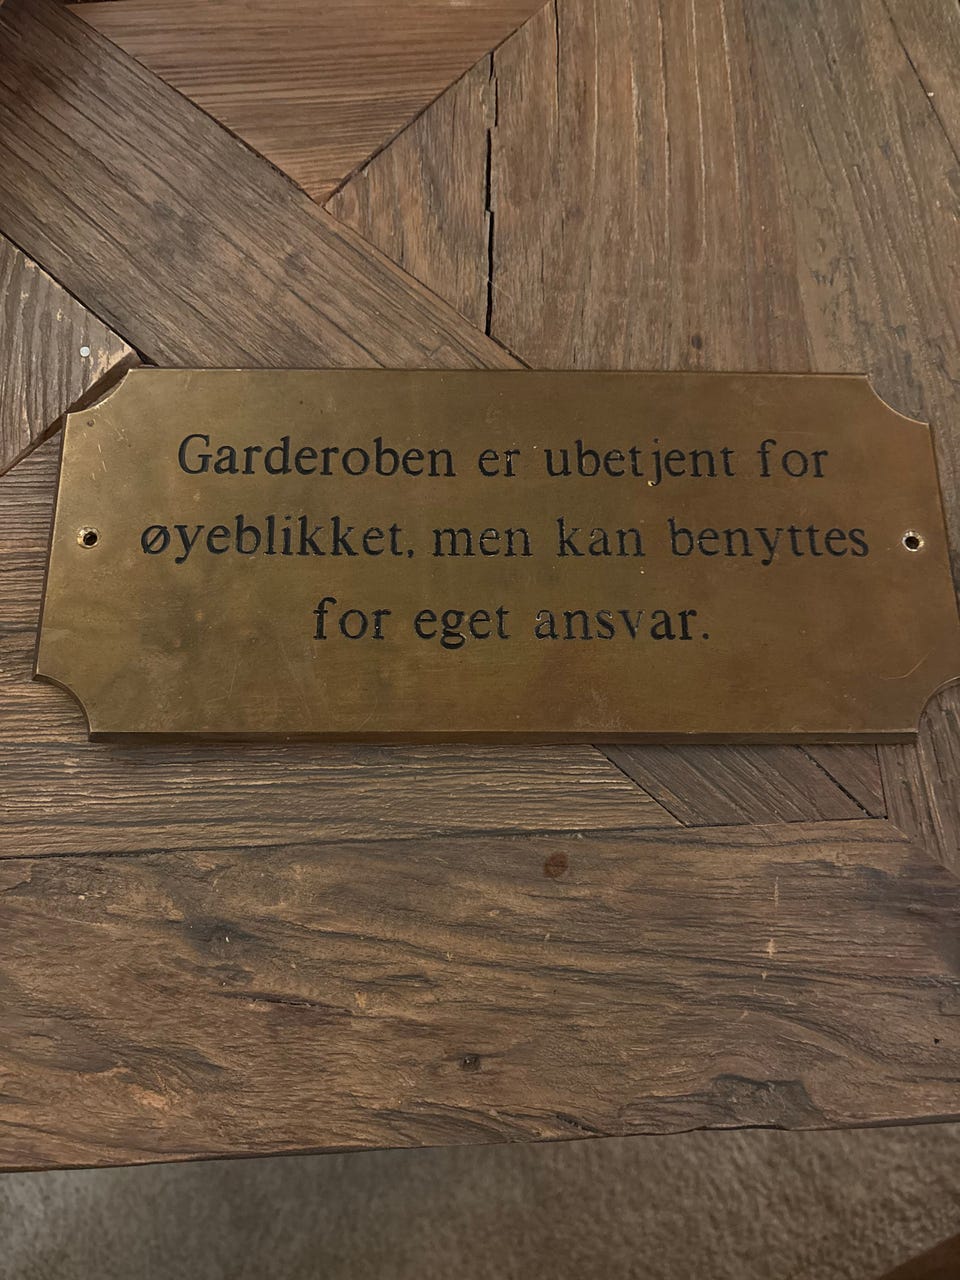 Garderoben er ubetjent for
øyeblikket, men kan benyttes
for eget ansvar.